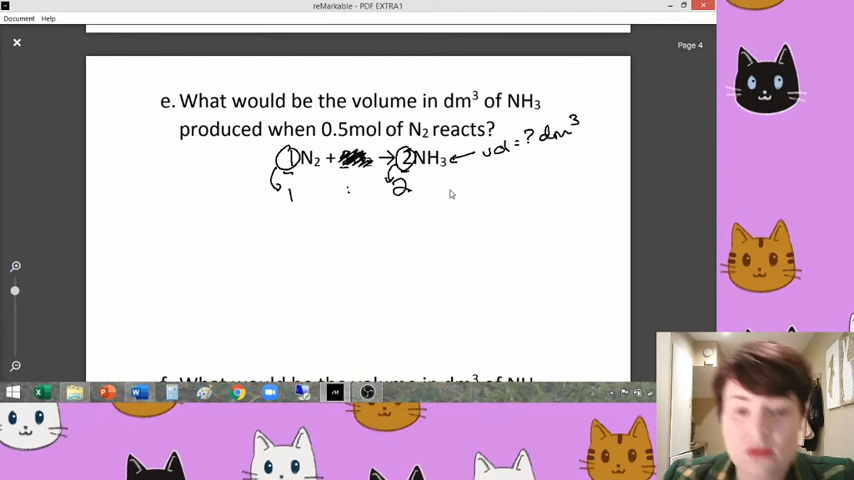 reMarkable - PDF EXTRA1
Document Help
Page 4
e. What would be the volume in dm³ of NH₃
produced when 0.5mol of N₂ reacts?
vol = ? dm³
1N₂ + → 2NH₃
1 : 2